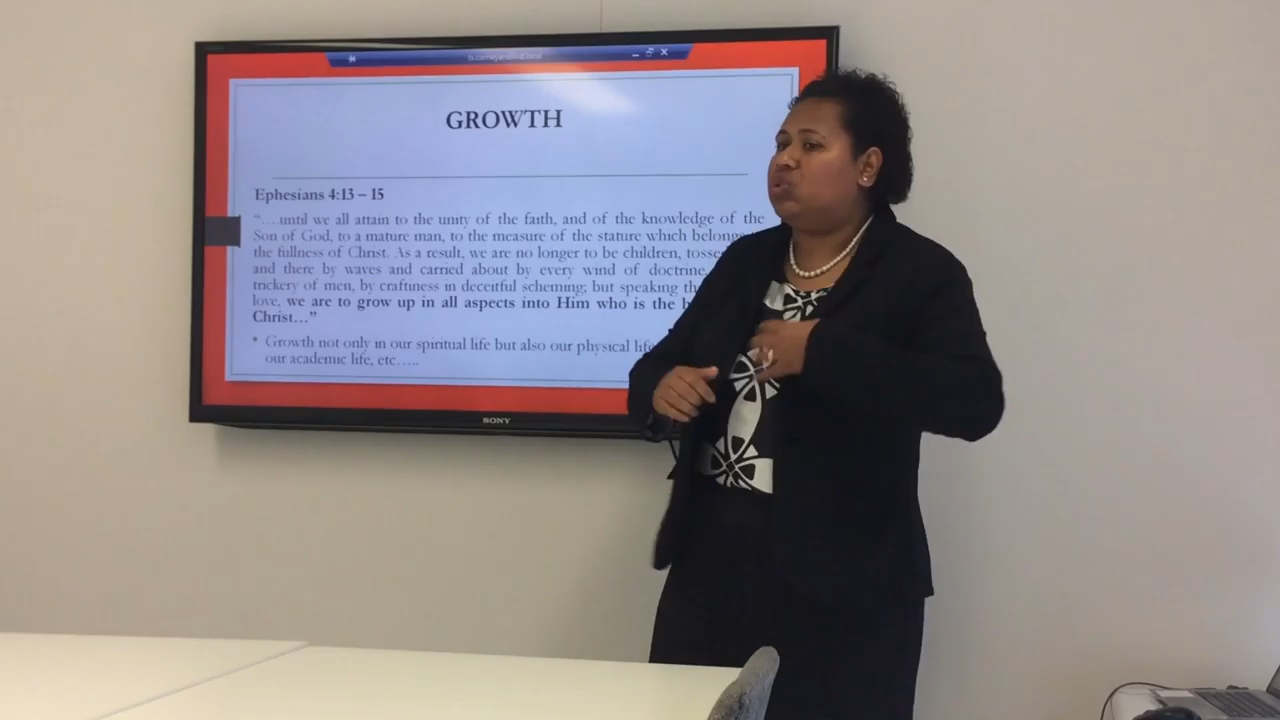 GROWTH
Ephesians 4:13 – 15
“….until we all attain to the unity of the faith, and of the knowledge of the
Son of God, to a mature man, to the measure of the stature which belongs
the fullness of Christ. As a result, we are no longer to be children, tosse
and there by waves and carried about by every wind of doctrine,
trickery of men, by craftiness in deceitful scheming; but speaking th
love, we are to grow up in all aspects into Him who is the
Christ…”
* Growth not only in our spiritual life but also our physical life
our academic life, etc…..
SONY